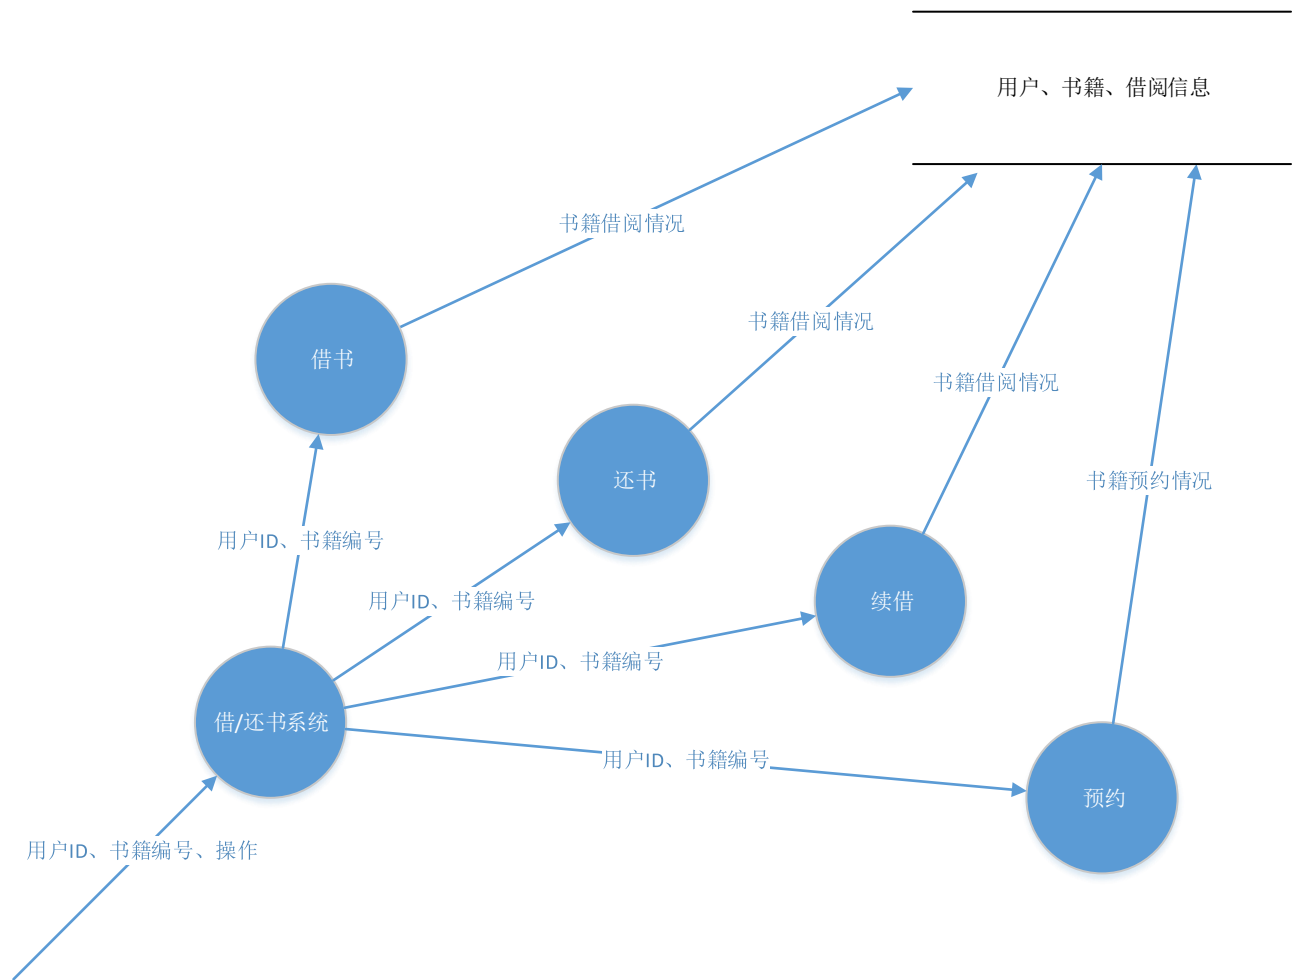 用户、书籍、借阅信息
书籍借阅情况
书籍借阅情况
借书
书籍借阅情况
还书
书籍预约情况
用户ID、书籍编号
用户ID、书籍编号
续借
用户ID、书籍编号
借/还书系统
用户ID、书籍编号
预约
用户ID、书籍编号、操作